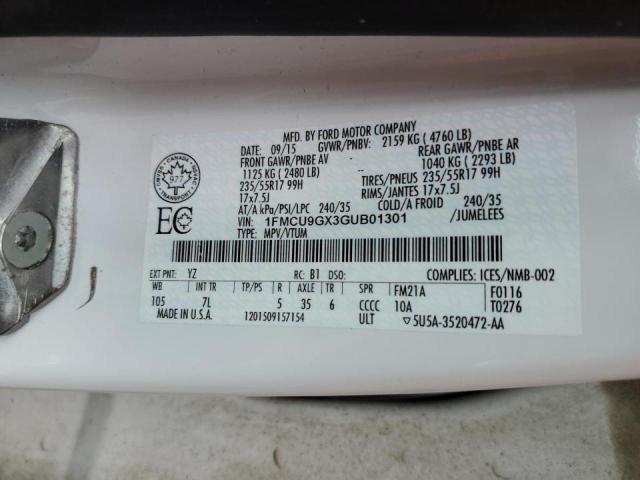 MFD. BY FORD MOTOR COMPANY
DATE: 09/15 GVWR/PNBV: 2159 KG ( 4760 LB)
FRONT GAWR/PNBE AV REAR GAWR/PNBE AR
1125 KG ( 2480 LB) 1040 KG ( 2293 LB)
235/55R17 99H TIRES/PNEUS 235/55R17 99H
17x7.5J RIMS/JANTES 17x7.5J
AT/A kPa/PSI/LPC 240/35 COLD/A FROID 240/35
VIN: 1FMCU9GX3GUB01301 /JUMELEES
TYPE: MPV/VTUM
CANADA
TRANSPORT
977
EC
EXT PNT: YZ RC: B1 DSO: COMPLIES: ICES/NMB-002
WB INT TR TP/PS R AXLE TR SPR FM21A F0116
105 7L 5 35 6 CCCC 10A T0276
MADE IN U.S.A. 1201509157154 ULT ▽ 5U5A-3520472-AA